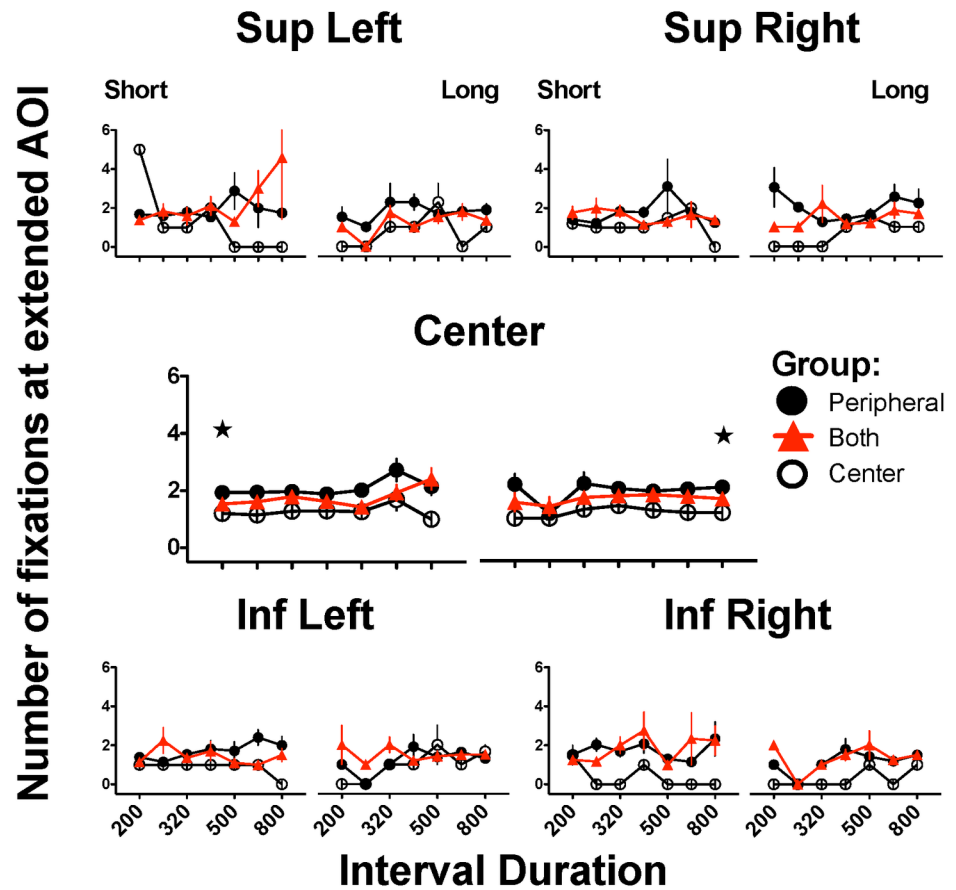 Number of fixations at extended AOI
Sup Left
Sup Right
Short
Long
Short
Long
6
4
2
0
6
4
2
0
Center
6
4
2
0
Group:
Peripheral
Both
Center
Inf Left
Inf Right
6
4
2
0
6
4
2
0
200
320
500
800
200
320
500
800
200
320
500
800
200
320
500
800
Interval Duration